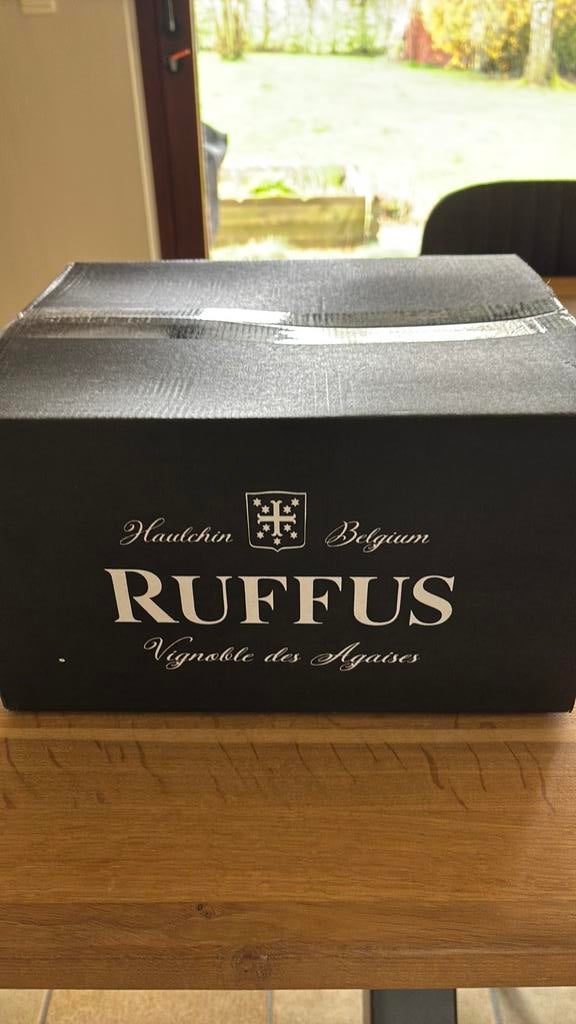 Haulchin Belgium
RUFFUS
Vignoble des Agaises